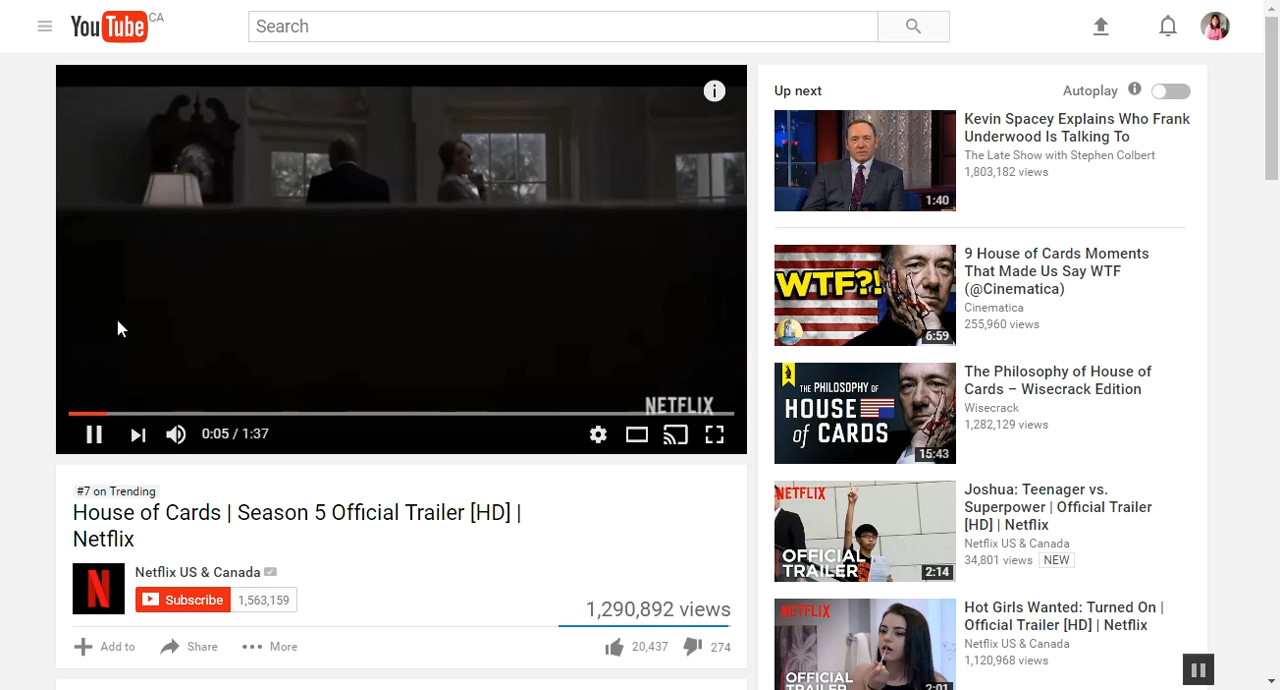 YouTube CA
Search
Up next
Autoplay
NETFLIX
0:05 / 1:37
#7 on Trending
House of Cards | Season 5 Official Trailer [HD] |
Netflix
N
Netflix US & Canada
Subscribe 1,563,159
1,290,892 views
Add to Share More
20,437 274
1:40
Kevin Spacey Explains Who Frank
Underwood Is Talking To
The Late Show with Stephen Colbert
1,803,182 views
WTF?!
6:59
9 House of Cards Moments
That Made Us Say WTF
(@Cinematica)
Cinematica
255,960 views
THE PHILOSOPHY OF
HOUSE
of CARDS
15:43
The Philosophy of House of
Cards – Wisecrack Edition
Wisecrack
1,282,129 views
NETFLIX
OFFICIAL
TRAILER
2:14
Joshua: Teenager vs.
Superpower | Official Trailer
[HD] | Netflix
Netflix US & Canada
34,801 views NEW
NETFLIX
OFFICIAL
TRAILER
2:01
Hot Girls Wanted: Turned On |
Official Trailer [HD] | Netflix
Netflix US & Canada
1,120,968 views